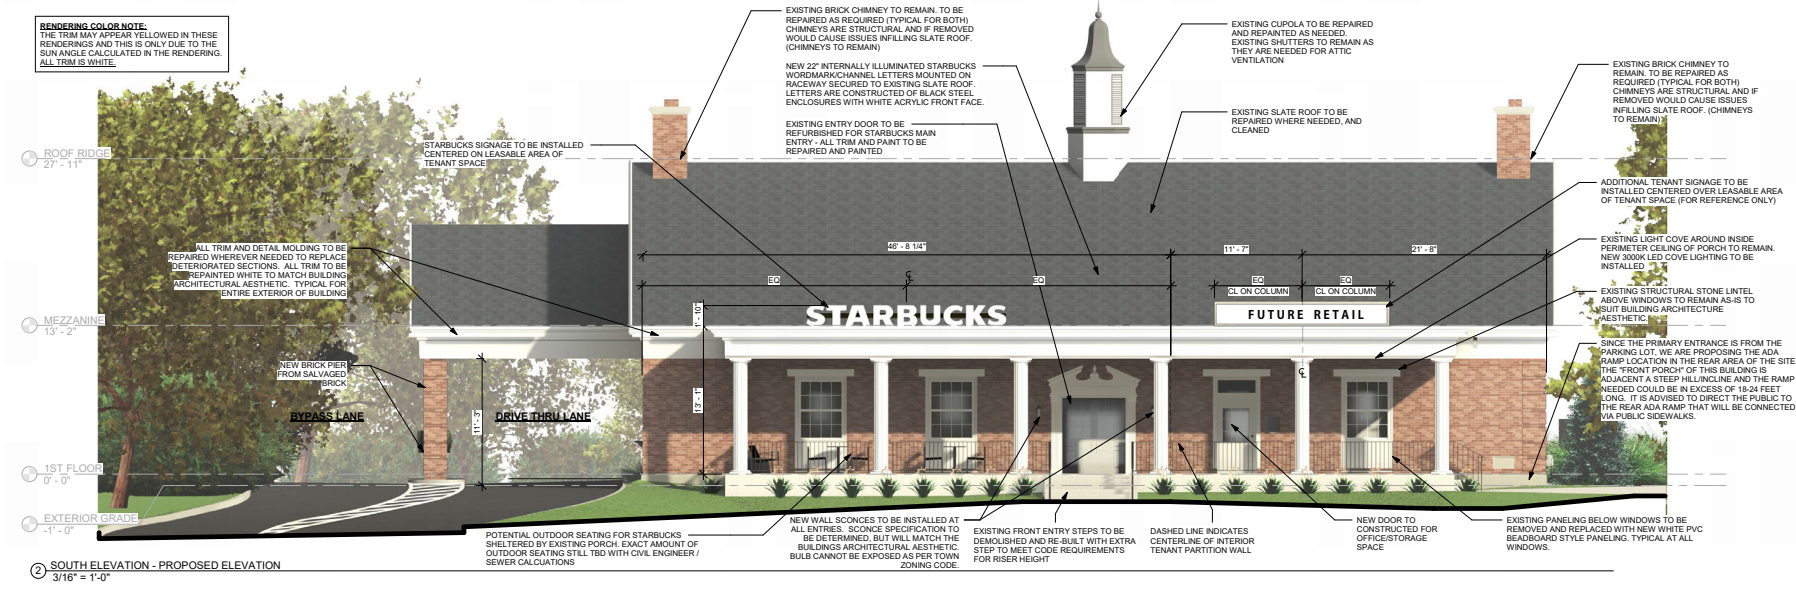 RENDERING COLOR NOTE:
THE TRIM MAY APPEAR YELLOWED IN THESE
RENDERINGS AND THIS IS ONLY DUE TO THE
SUN ANGLE CALCULATED IN THE RENDERING.
ALL TRIM IS WHITE.
EXISTING BRICK CHIMNEY TO REMAIN. TO BE
REPAIRED AS REQUIRED (TYPICAL FOR BOTH)
CHIMNEYS ARE STRUCTURAL AND IF REMOVED
WOULD CAUSE ISSUES INFILLING SLATE ROOF.
(CHIMNEYS TO REMAIN)
NEW 22" INTERNALLY ILLUMINATED STARBUCKS
WORDMARK/CHANNEL LETTERS MOUNTED ON
RACEWAY SECURED TO EXISTING SLATE ROOF.
LETTERS ARE CONSTRUCTED OF BLACK STEEL
ENCLOSURES WITH WHITE ACRYLIC FRONT FACE.
EXISTING ENTRY DOOR TO BE
REFURBISHED FOR STARBUCKS MAIN
ENTRY - ALL TRIM AND PAINT TO BE
REPAIRED AND PAINTED
EXISTING CUPOLA TO BE REPAIRED
AND REPAINTED AS NEEDED.
EXISTING SHUTTERS TO REMAIN AS
THEY ARE NEEDED FOR ATTIC
VENTILATION
EXISTING SLATE ROOF TO BE
REPAIRED WHERE NEEDED, AND
CLEANED
EXISTING BRICK CHIMNEY TO
REMAIN. TO BE REPAIRED AS
REQUIRED (TYPICAL FOR BOTH)
CHIMNEYS ARE STRUCTURAL AND IF
REMOVED WOULD CAUSE ISSUES
INFILLING SLATE ROOF. (CHIMNEYS
TO REMAIN)
STARBUCKS SIGNAGE TO BE INSTALLED
CENTERED ON LEASABLE AREA OF
TENANT SPACE
ROOF RIDGE
27' - 11"
ADDITIONAL TENANT SIGNAGE TO BE
INSTALLED CENTERED OVER LEASABLE AREA
OF TENANT SPACE (FOR REFERENCE ONLY)
ALL TRIM AND DETAIL MOLDING TO BE
REPAIRED WHEREVER NEEDED TO REPLACE
DETERIORATED SECTIONS. ALL TRIM TO BE
REPAINTED WHITE TO MATCH BUILDING
ARCHITECTURAL AESTHETIC. TYPICAL FOR
ENTIRE EXTERIOR OF BUILDING
46' - 8 1/4"
11' - 7"
21' - 8"
EXISTING LIGHT COVE AROUND INSIDE
PERIMETER CEILING OF PORCH TO REMAIN.
NEW 3000K LED COVE LIGHTING TO BE
INSTALLED
EQ
EQ
EQ
EQ
CL ON COLUMN
CL ON COLUMN
EXISTING STRUCTURAL STONE LINTEL
ABOVE WINDOWS TO REMAIN AS-IS TO
SUIT BUILDING ARCHITECTURE
AESTHETIC.
MEZZANINE
13' - 2"
1' - 10"
STARBUCKS
FUTURE RETAIL
SINCE THE PRIMARY ENTRANCE IS FROM THE
PARKING LOT, WE ARE PROPOSING THE ADA
RAMP LOCATION IN THE REAR AREA OF THE SITE.
THE "FRONT PORCH" OF THIS BUILDING IS
ADJACENT A STEEP HILL/INCLINE AND THE RAMP
NEEDED COULD BE IN EXCESS OF 18-24 FEET
LONG. IT IS ADVISED TO DIRECT THE PUBLIC TO
THE REAR ADA RAMP THAT WILL BE CONNECTED
VIA PUBLIC SIDEWALKS.
NEW BRICK PIER
FROM SALVAGED
BRICK
BYPASS LANE
DRIVE THRU LANE
11' - 3"
13' - 1"
1ST FLOOR
0' - 0"
EXTERIOR GRADE
-1' - 0"
POTENTIAL OUTDOOR SEATING FOR STARBUCKS
SHELTERED BY EXISTING PORCH. EXACT AMOUNT OF
OUTDOOR SEATING STILL TBD WITH CIVIL ENGINEER /
SEWER CALCUATIONS
NEW WALL SCONCES TO BE INSTALLED AT
ALL ENTRIES. SCONCE SPECIFICATION TO
BE DETERMINED, BUT WILL MATCH THE
BUILDINGS ARCHITECTURAL AESTHETIC.
BULB CANNOT BE EXPOSED AS PER TOWN
ZONING CODE.
EXISTING FRONT ENTRY STEPS TO BE
DEMOLISHED AND RE-BUILT WITH EXTRA
STEP TO MEET CODE REQUIREMENTS
FOR RISER HEIGHT
DASHED LINE INDICATES
CENTERLINE OF INTERIOR
TENANT PARTITION WALL
NEW DOOR TO
CONSTRUCTED FOR
OFFICE/STORAGE
SPACE
EXISTING PANELING BELOW WINDOWS TO BE
REMOVED AND REPLACED WITH NEW WHITE PVC
BEADBOARD STYLE PANELING. TYPICAL AT ALL
WINDOWS.
2
SOUTH ELEVATION - PROPOSED ELEVATION
3/16" = 1'-0"